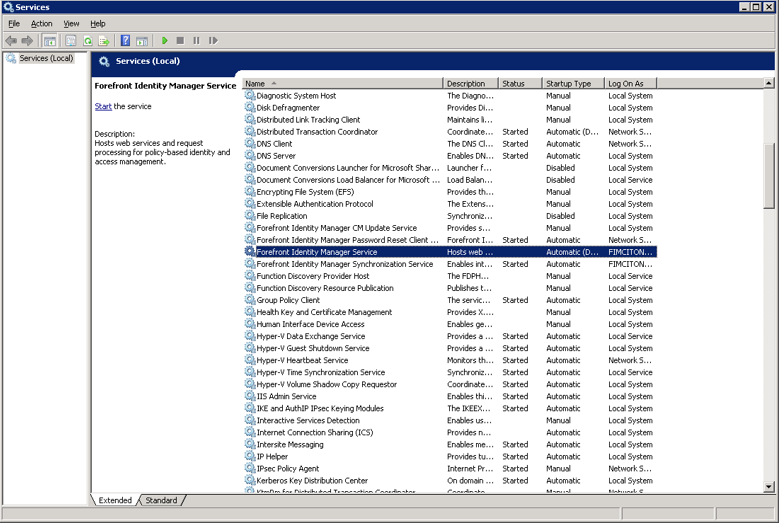 Services
File Action View Help
Services (Local)
Services (Local)
Forefront Identity Manager Service
Start the service
Description:
Hosts web services and request
processing for policy-based identity and
access management.
Name Description Status Startup Type Log On As
Diagnostic System Host The Diagno... Manual Local System
Disk Defragmenter Provides Di... Manual Local System
Distributed Link Tracking Client Maintains li... Manual Local System
Distributed Transaction Coordinator Coordinate... Started Automatic (D... Network S...
DNS Client The DNS Cl... Started Automatic Network S...
DNS Server Enables DN... Started Automatic Local System
Document Conversions Launcher for Microsoft Shar... Launcher f... Disabled Local System
Document Conversions Load Balancer for Microsoft ... Load Balan... Disabled Local Service
Encrypting File System (EFS) Provides th... Manual Local System
Extensible Authentication Protocol The Extens... Manual Local System
File Replication Synchroniz... Disabled Local System
Forefront Identity Manager CM Update Service Provides s... Manual Local System
Forefront Identity Manager Password Reset Client ... Forefront I... Started Automatic Network S...
Forefront Identity Manager Service Hosts web ... Automatic (D... FIMCITON...
Forefront Identity Manager Synchronization Service Enables int... Started Automatic FIMCITON...
Function Discovery Provider Host The FDPH... Manual Local Service
Function Discovery Resource Publication Publishes t... Manual Local Service
Group Policy Client The servic... Started Automatic Local System
Health Key and Certificate Management Provides X.... Manual Local System
Human Interface Device Access Enables ge... Manual Local System
Hyper-V Data Exchange Service Provides a ... Started Automatic Local Service
Hyper-V Guest Shutdown Service Provides a ... Started Automatic Local System
Hyper-V Heartbeat Service Monitors th... Started Automatic Network S...
Hyper-V Time Synchronization Service Synchroniz... Started Automatic Local Service
Hyper-V Volume Shadow Copy Requestor Coordinate... Started Automatic Local System
IIS Admin Service Enables thi... Started Automatic Local System
IKE and AuthIP IPsec Keying Modules The IKEEX... Started Automatic Local System
Interactive Services Detection Enables us... Manual Local System
Internet Connection Sharing (ICS) Provides n... Automatic Local System
Intersite Messaging Enables me... Started Automatic Local System
IP Helper Provides tu... Started Automatic Local System
IPsec Policy Agent Internet Pr... Started Manual Network S...
Kerberos Key Distribution Center On domain ... Started Automatic Local System
Extended Standard